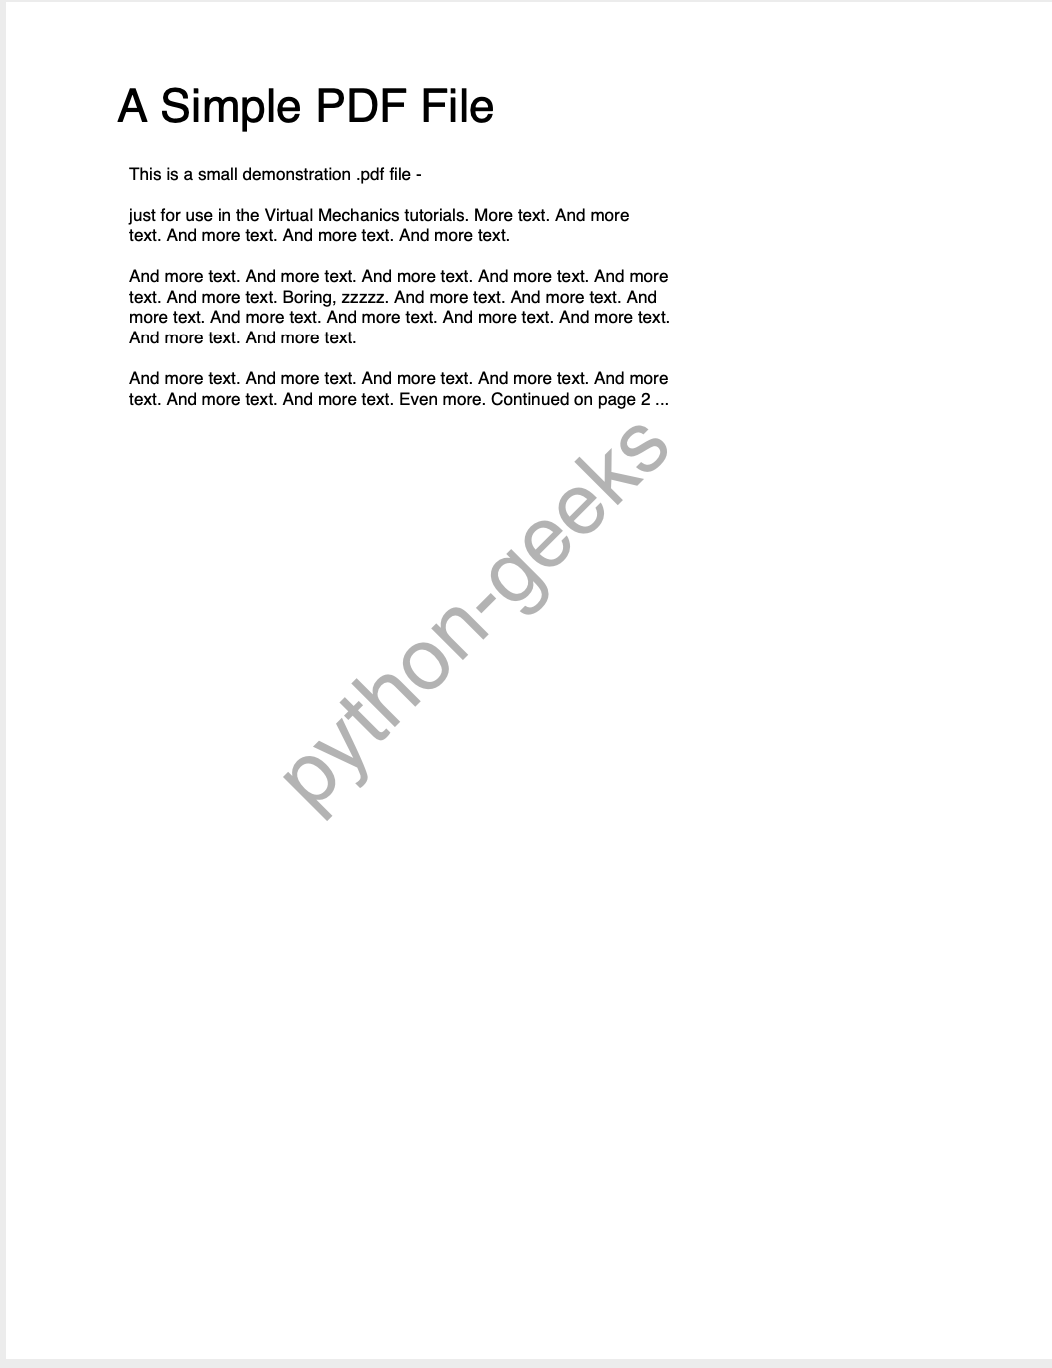 A Simple PDF File
This is a small demonstration .pdf file -
just for use in the Virtual Mechanics tutorials. More text. And more
text. And more text. And more text. And more text.
And more text. And more text. And more text. And more text. And more
text. And more text. Boring, zzzzz. And more text. And more text. And
more text. And more text. And more text. And more text. And more text.
And more text. And more text.
And more text. And more text. And more text. And more text. And more
text. And more text. And more text. Even more. Continued on page 2 ...
python-geeks